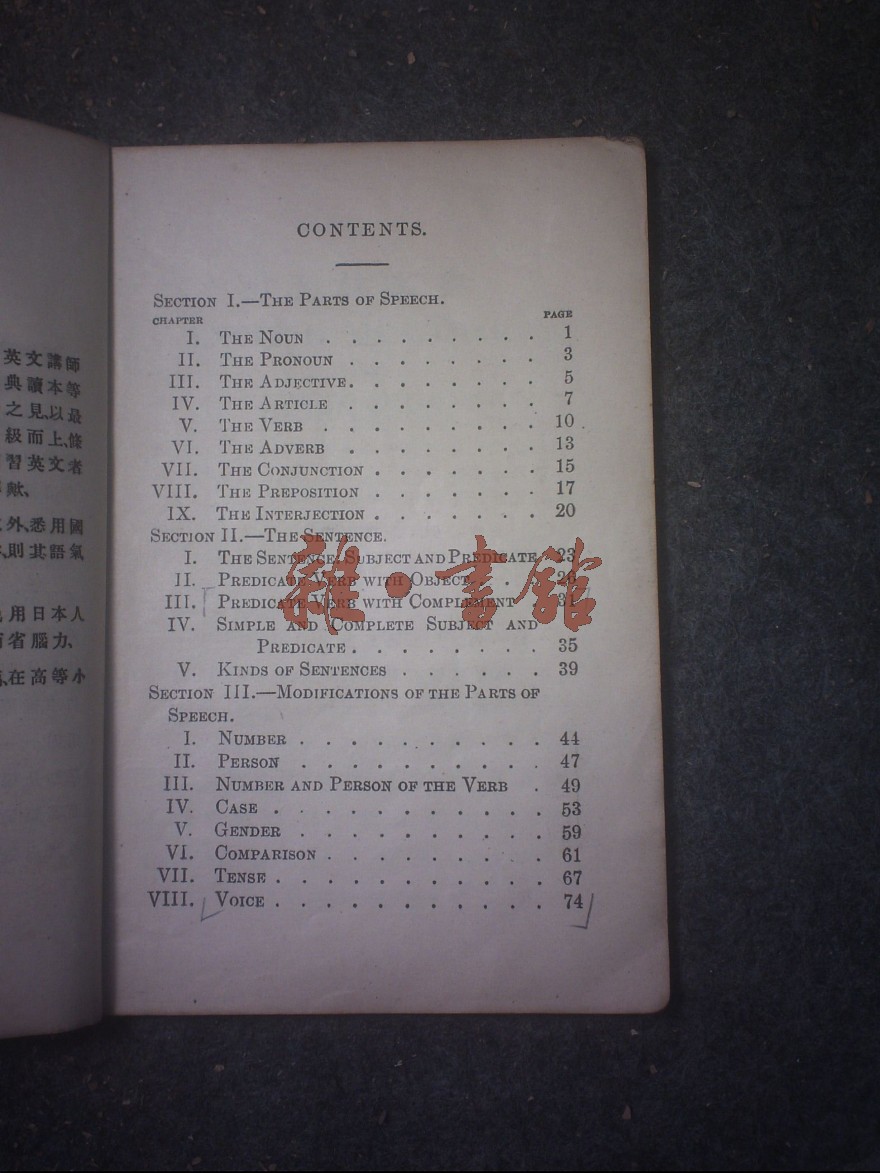 英文講師
典讀本等
之見、以最
級而上、條
習英文者
歟、
外、悉用國
則其語氣
用日本人
省腦力、
在高等小
CONTENTS.
SECTION I.—THE PARTS OF SPEECH.
CHAPTER PAGE
I. THE NOUN . . . . . . . . . 1
II. THE PRONOUN . . . . . . . . 3
III. THE ADJECTIVE. . . . . . . . 5
IV. THE ARTICLE . . . . . . . . 7
V. THE VERB . . . . . . . . . 10
VI. THE ADVERB . . . . . . . . 13
VII. THE CONJUNCTION . . . . . . . 15
VIII. THE PREPOSITION . . . . . . . 17
IX. THE INTERJECTION . . . . . . . 20
SECTION II.—THE SENTENCE.
I. THE SENTENCE: SUBJECT AND PREDICATE 23
II. PREDICATE-VERB WITH OBJECT . . . 26
III. PREDICATE-VERB WITH COMPLEMENT 31
IV. SIMPLE AND COMPLETE SUBJECT AND
PREDICATE . . . . . . . . 35
V. KINDS OF SENTENCES . . . . . . 39
SECTION III.—MODIFICATIONS OF THE PARTS OF
SPEECH.
I. NUMBER . . . . . . . . . . 44
II. PERSON . . . . . . . . . . 47
III. NUMBER AND PERSON OF THE VERB . 49
IV. CASE . . . . . . . . . . . 53
V. GENDER . . . . . . . . . . 59
VI. COMPARISON . . . . . . . . . 61
VII. TENSE . . . . . . . . . . . 67
VIII. VOICE . . . . . . . . . . . 74
雜·書館